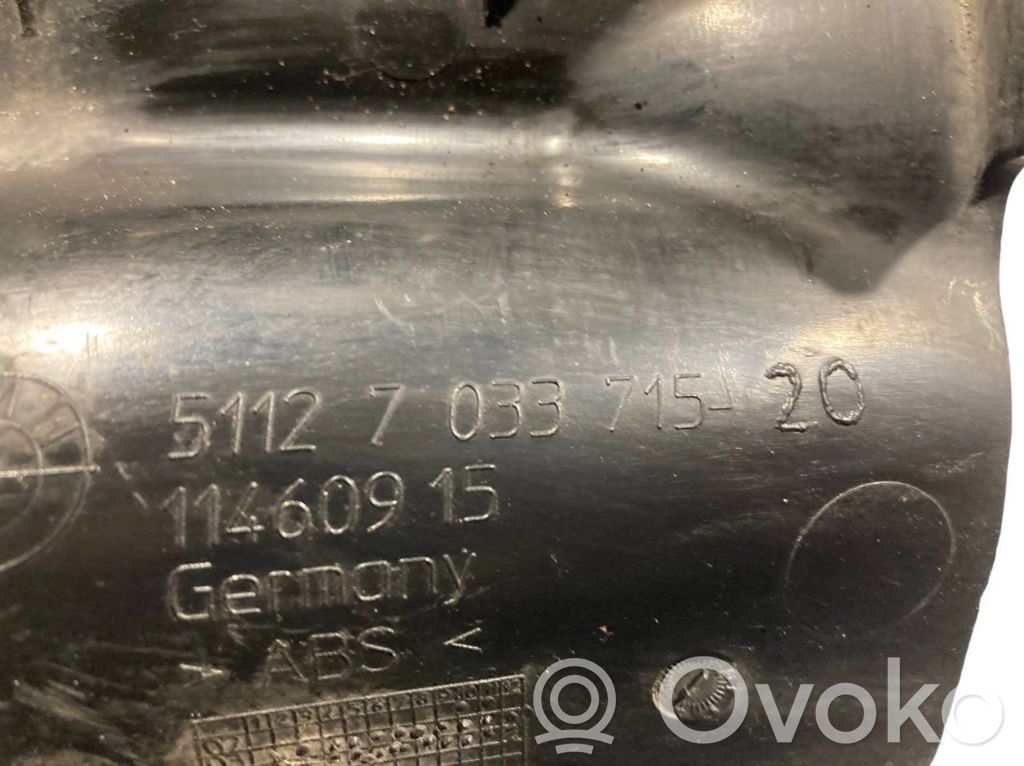 5112 7 033 715-20
11460915
Germany
> ABS <
Ovoko